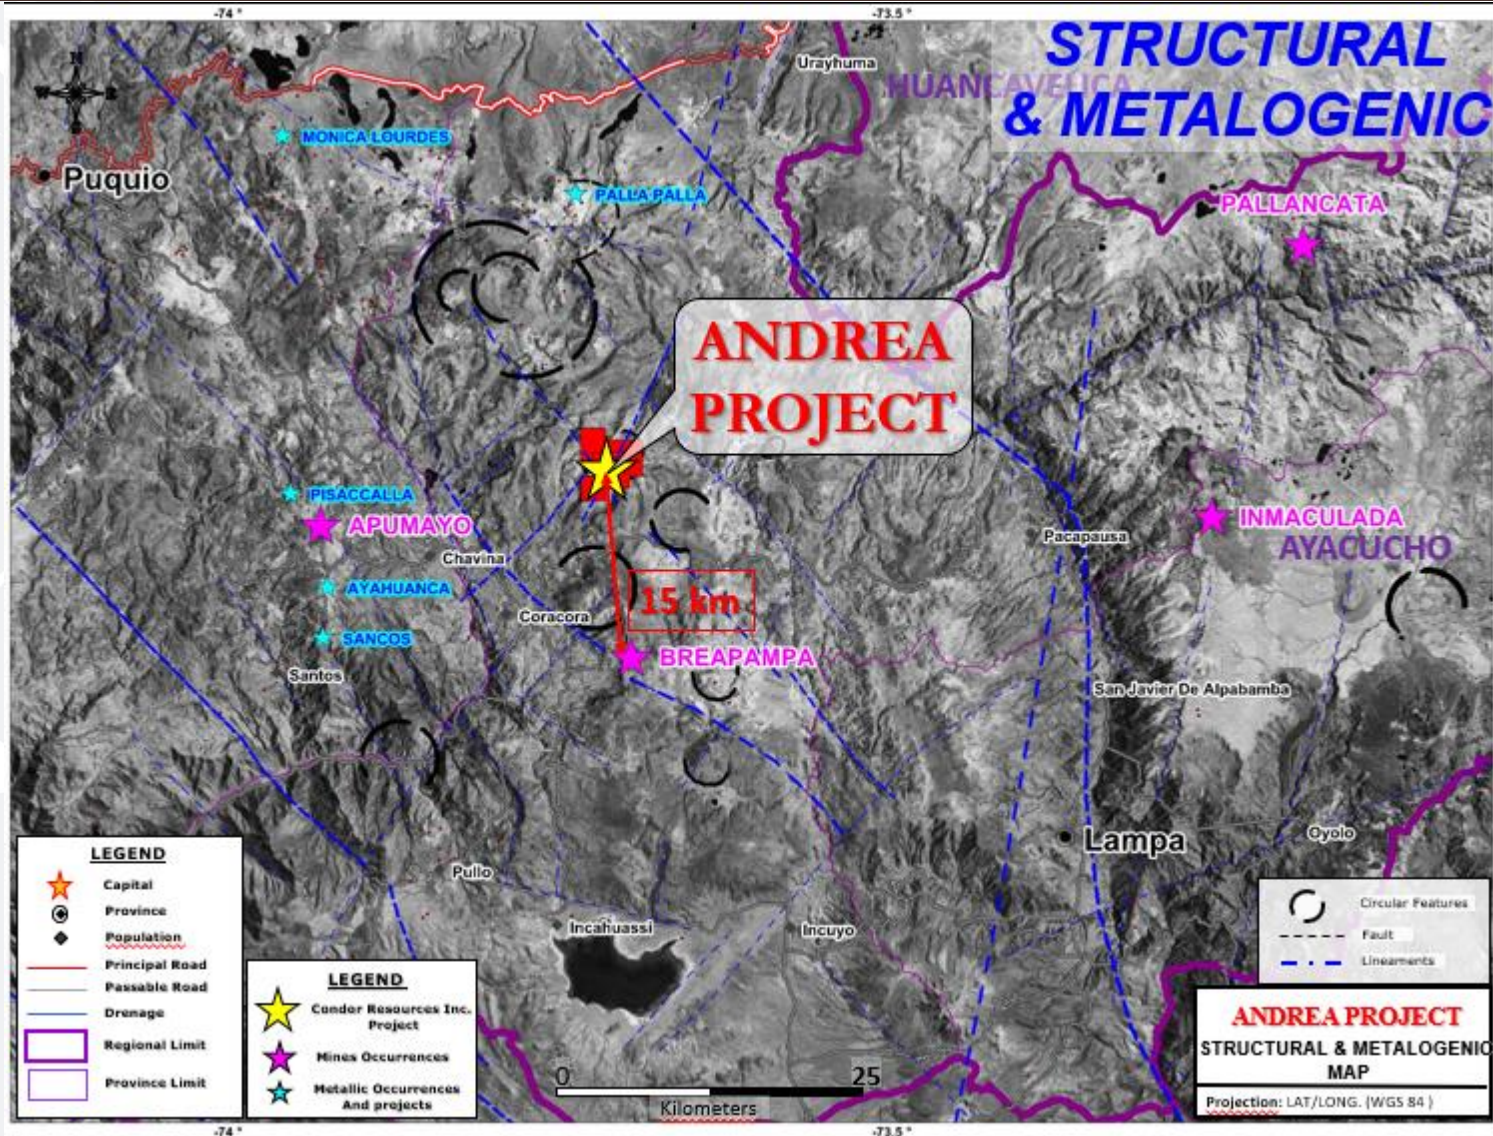 -74 °
-73.5 °
STRUCTURAL
& METALOGENIC
HUANCAVELICA
Urayhuma
N
W
E
MONICA LOURDES
Puquio
PALLA PALLA
PALLANCATA
ANDREA
PROJECT
PISACCALLA
APUMAYO
INMACULADA
AYACUCHO
Pacapausa
Chavina
AYAHUANCA
15 km
Coracora
SANCOS
BREAPAMPA
Santos
San Javier De Alpabamba
Lampa
Oyolo
Pullo
Incahuassi
Incuyo
LEGEND
Capital
Province
Population
Principal Road
Passable Road
Drenage
Regional Limit
Province Limit
LEGEND
Condor Resources Inc.
Project
Mines Occurrences
Metallic Occurrences
And projects
0
25
Kilometers
Circular Features
Fault
Lineaments
ANDREA PROJECT
STRUCTURAL & METALOGENIC
MAP
Projection: LAT/LONG. (WGS 84 )
-74 °
-73.5 °